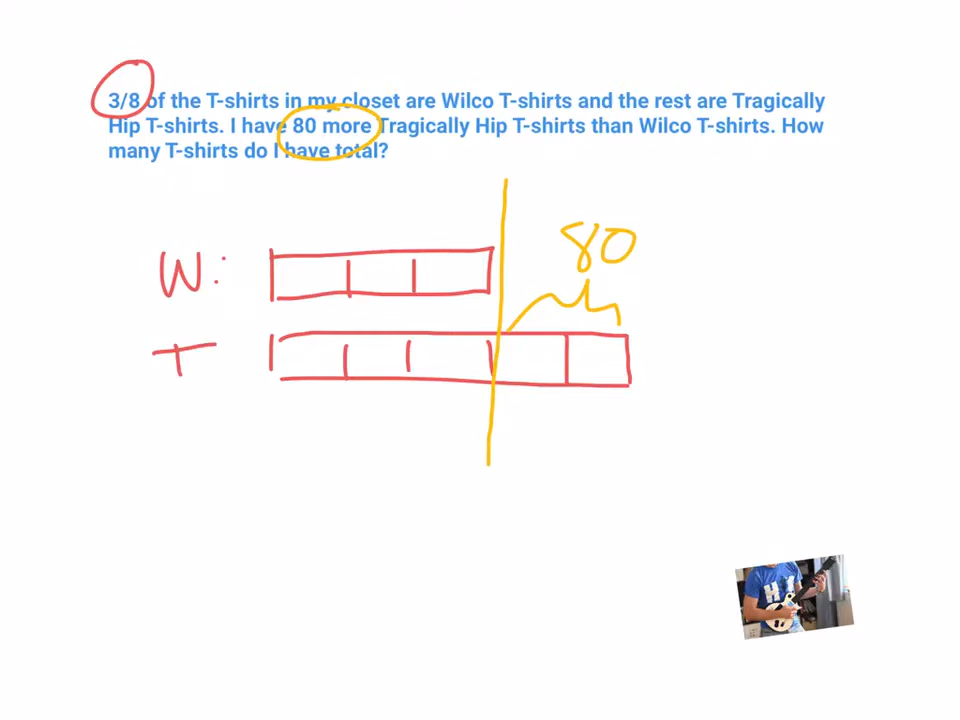 3/8 of the T-shirts in my closet are Wilco T-shirts and the rest are Tragically
Hip T-shirts. I have 80 more Tragically Hip T-shirts than Wilco T-shirts. How
many T-shirts do I have total?
80
W:
T